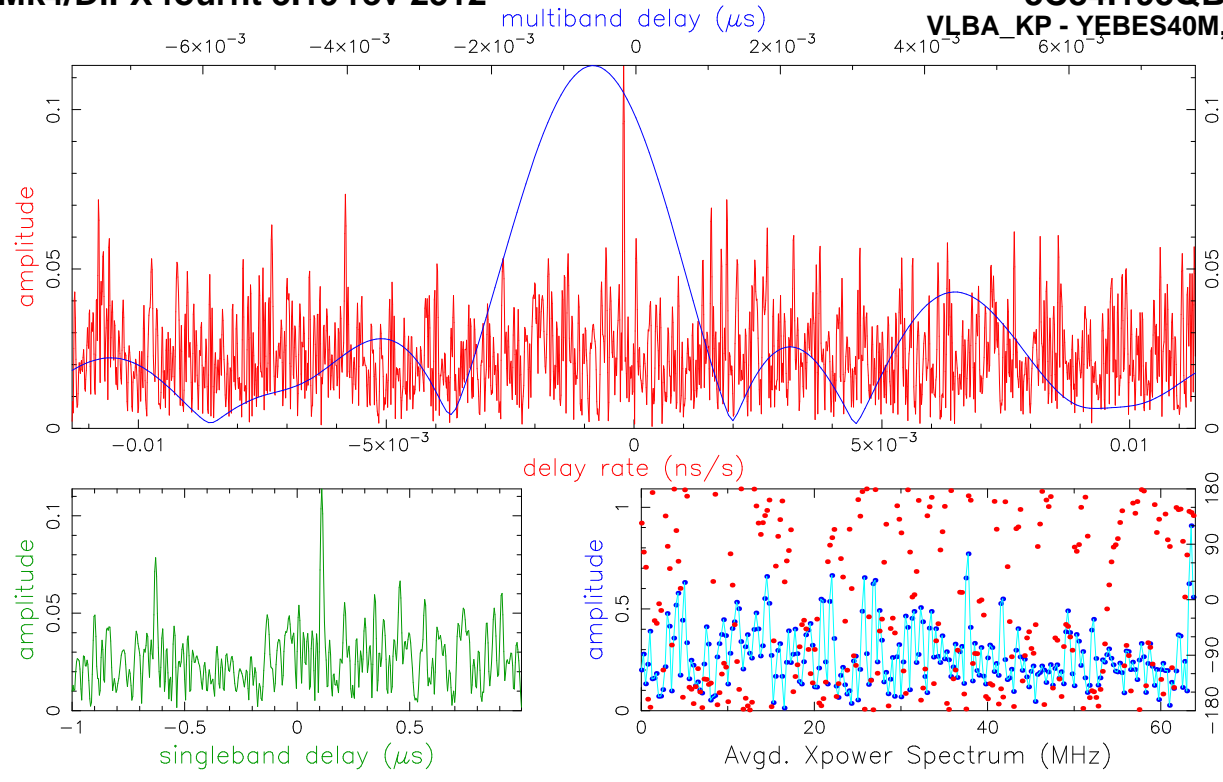 multiband delay (μs)
VLBA_KP - YEBES40M,
−6×10⁻³ −4×10⁻³ −2×10⁻³ 0 2×10⁻³ 4×10⁻³ 6×10⁻³
amplitude
0 0.05 0.1
0 0.05 0.1
−0.01 −5×10⁻³ 0 5×10⁻³ 0.01
delay rate (ns/s)
amplitude
0 0.05 0.1
−1 −0.5 0 0.5
singleband delay (μs)
amplitude
0 0.5 1
180 90 0 −90 −180
0 20 40 60
Avgd. Xpower Spectrum (MHz)